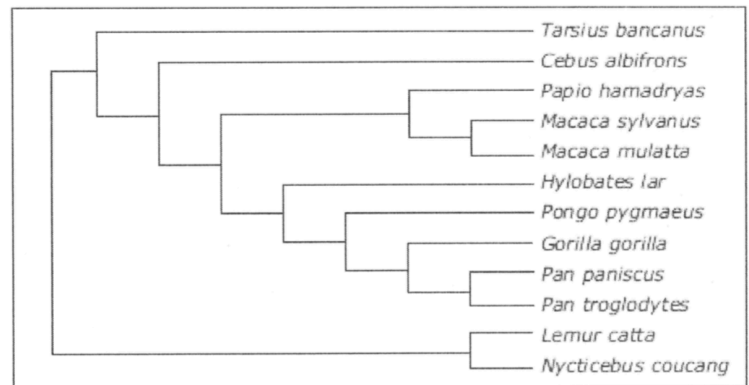 Tarsius bancanus
Cebus albifrons
Papio hamadryas
Macaca sylvanus
Macaca mulatta
Hylobates lar
Pongo pygmaeus
Gorilla gorilla
Pan paniscus
Pan troglodytes
Lemur catta
Nycticebus coucang